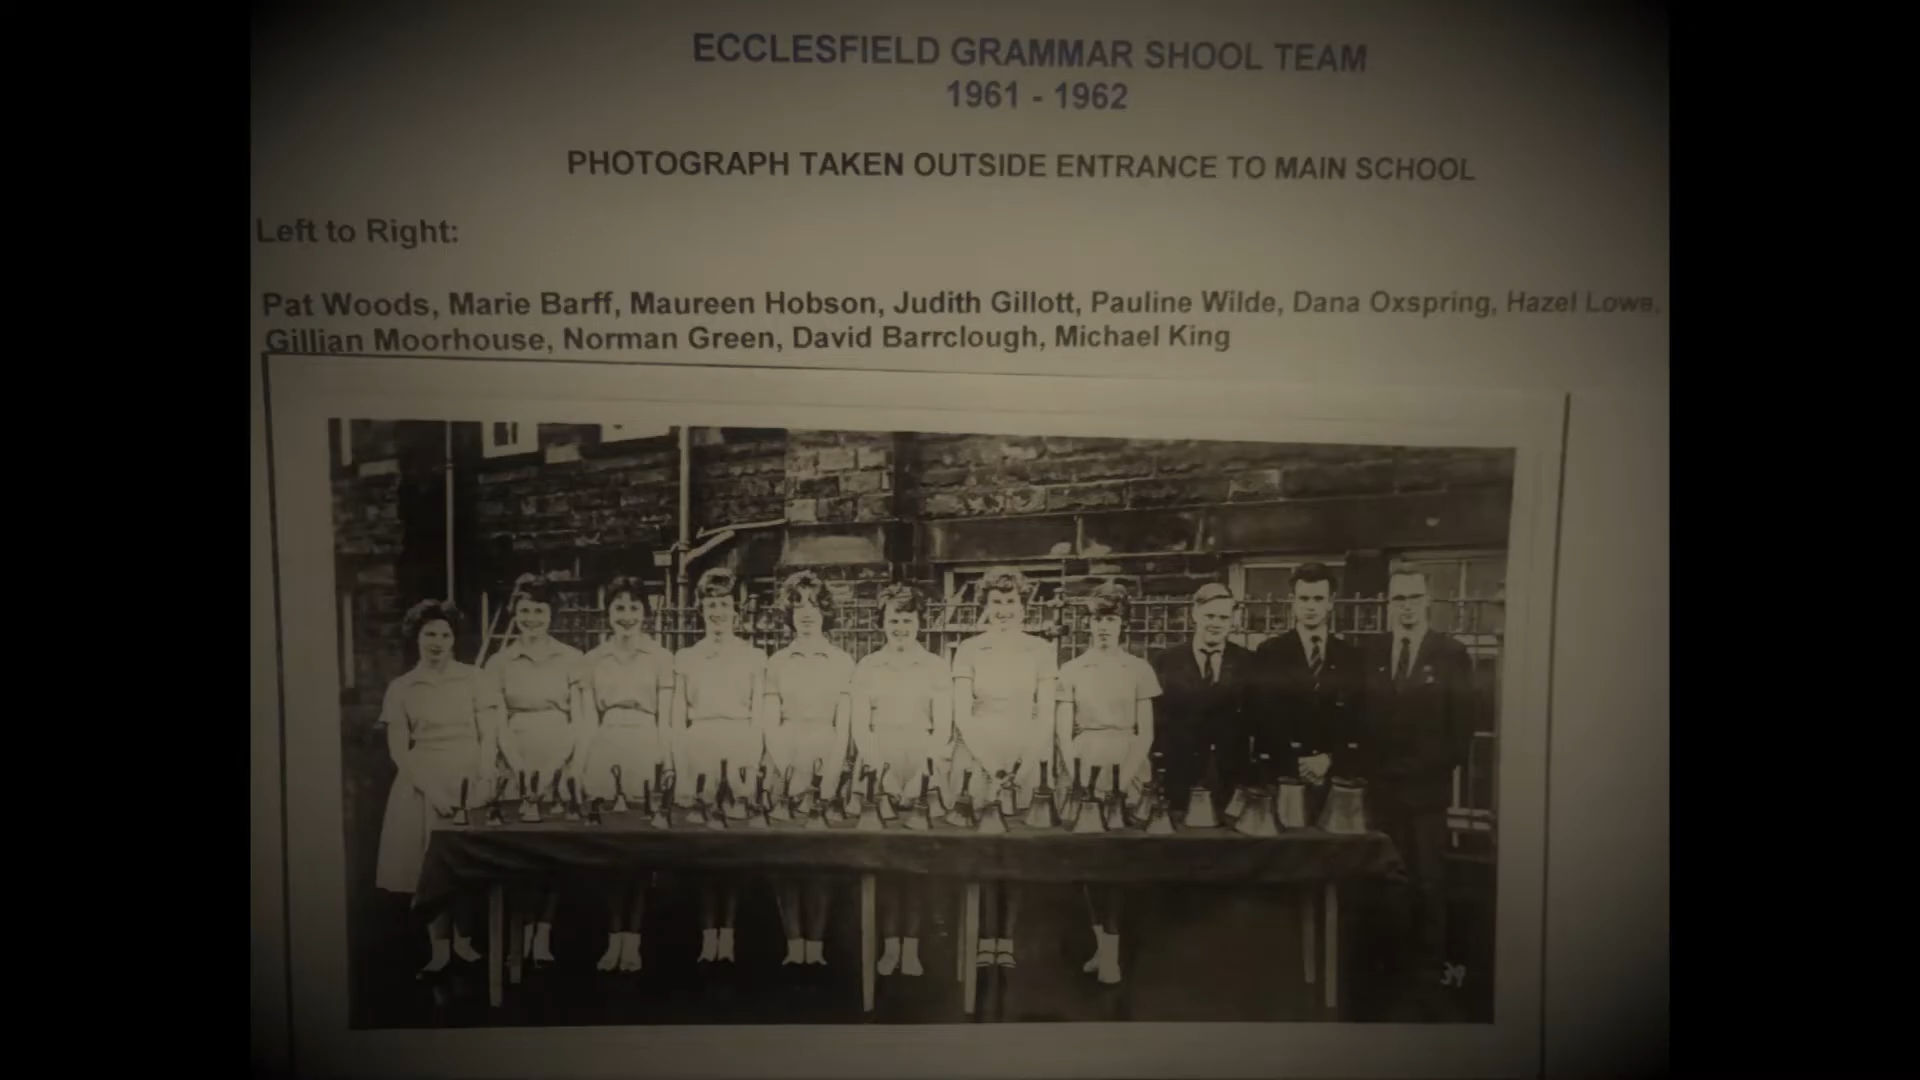 ECCLESFIELD GRAMMAR SHOOL TEAM
1961 - 1962
PHOTOGRAPH TAKEN OUTSIDE ENTRANCE TO MAIN SCHOOL
Left to Right:
Pat Woods, Marie Barff, Maureen Hobson, Judith Gillott, Pauline Wilde, Dana Oxspring, Hazel Lowe,
Gillian Moorhouse, Norman Green, David Barrclough, Michael King
39